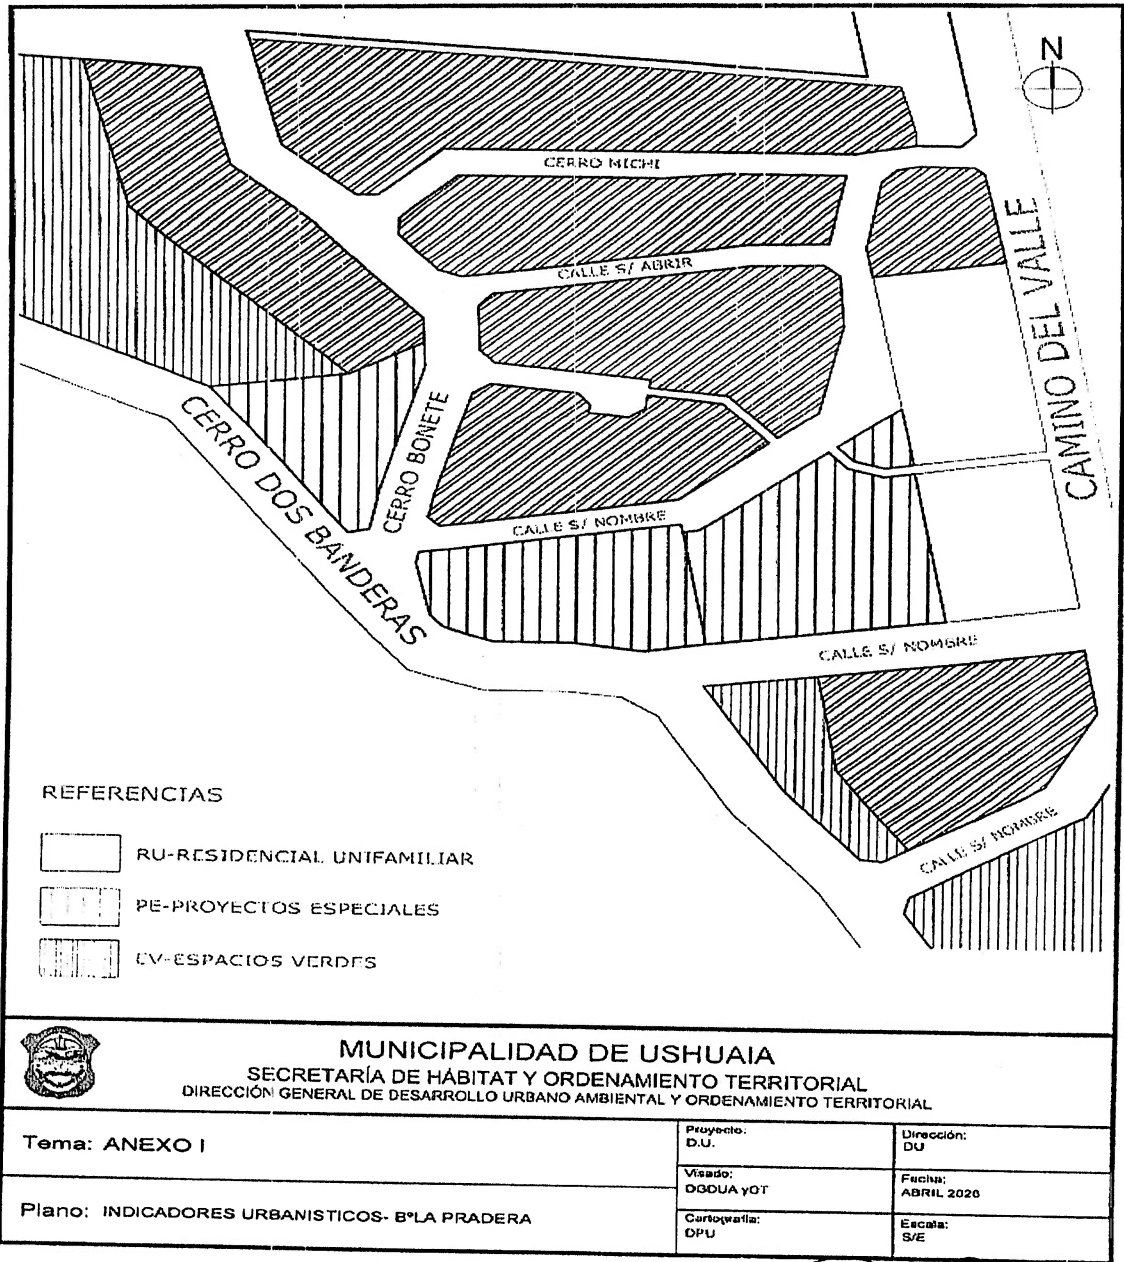 N
CERRO MICHI
CALLE S/ ABRIR
CAMINO DEL VALLE
CERRO BONETE
CERRO DOS BANDERAS
CALLE S/ NOMBRE
CALLE S/ NOMBRE
CALLE S/ NOMBRE
REFERENCIAS
RU-RESIDENCIAL UNIFAMILIAR
PE-PROYECTOS ESPECIALES
EV-ESPACIOS VERDES
MUNICIPALIDAD DE USHUAIA
SECRETARÍA DE HÁBITAT Y ORDENAMIENTO TERRITORIAL
DIRECCIÓN GENERAL DE DESARROLLO URBANO AMBIENTAL Y ORDENAMIENTO TERRITORIAL
Tema: ANEXO I
Proyecto:
D.U.
Dirección:
DU
Visado:
DGDUA yOT
Fecha:
ABRIL 2020
Plano: INDICADORES URBANISTICOS- BºLA PRADERA
Cartografía:
DPU
Escala:
S/E